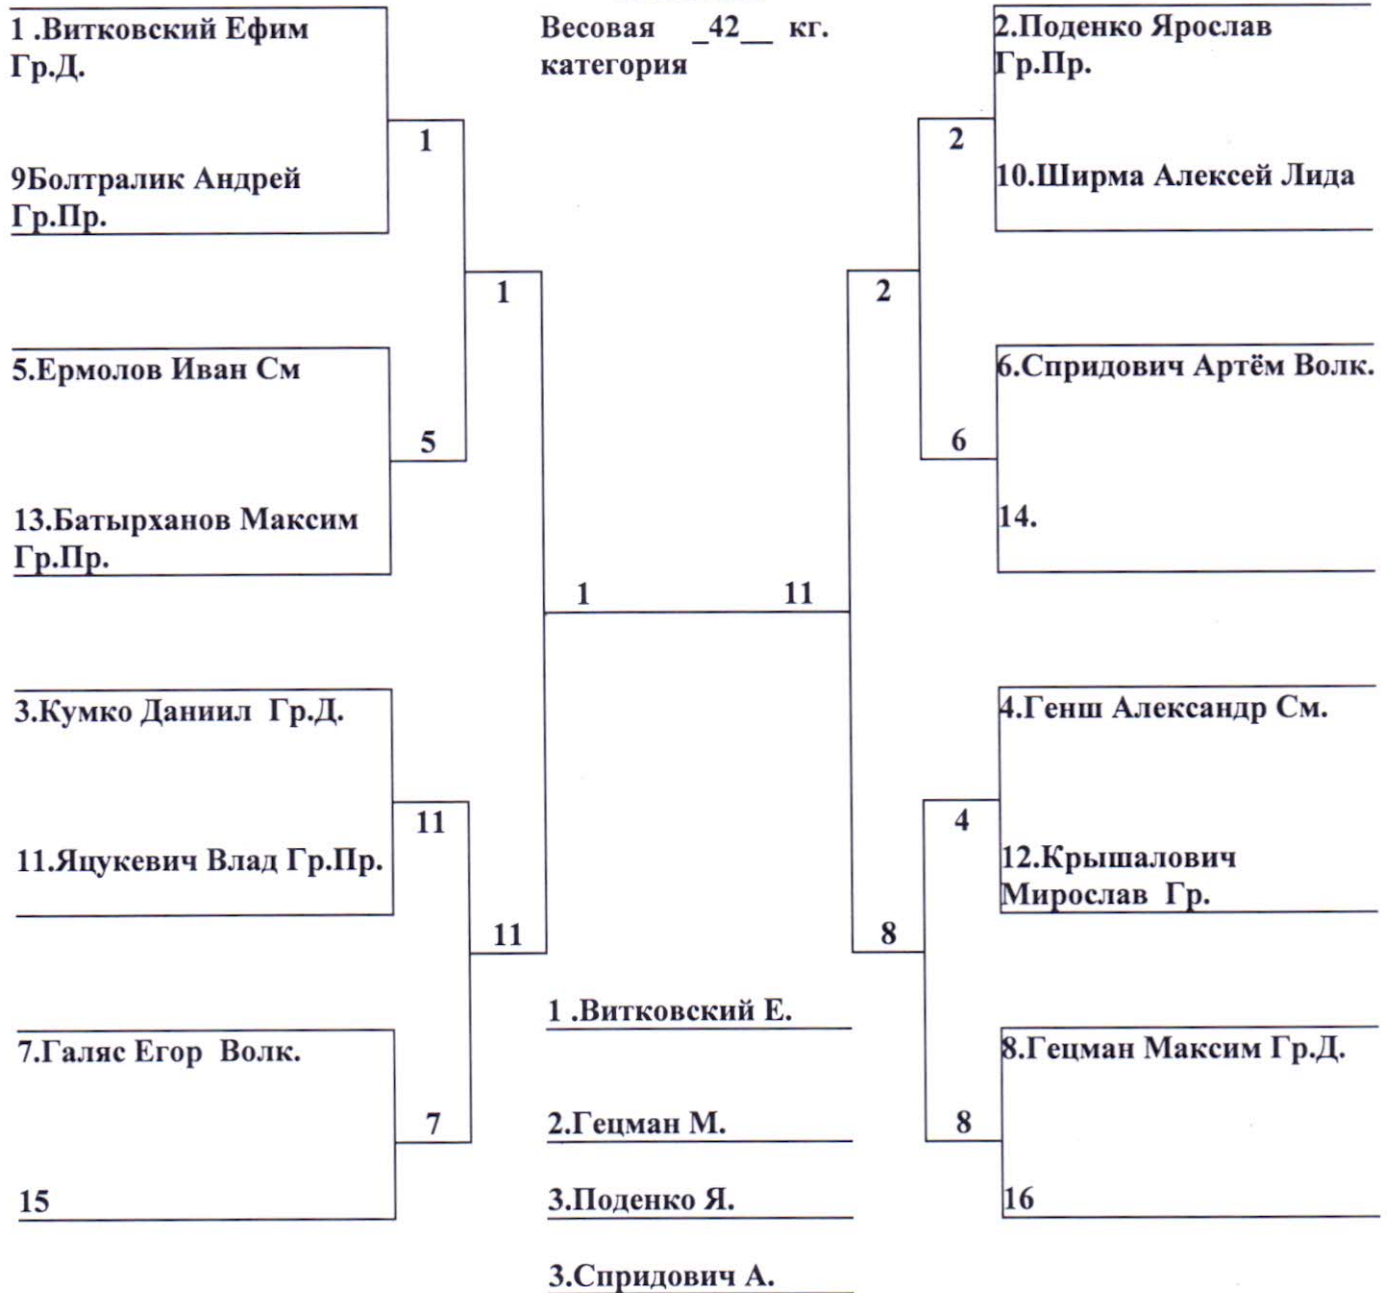 1 .Витковский Ефим
Гр.Д.
9Болтралик Андрей
Гр.Пр.
5.Ермолов Иван См
13.Батырханов Максим
Гр.Пр.
3.Кумко Даниил Гр.Д.
11.Яцукевич Влад Гр.Пр.
7.Галяс Егор Волк.
15
1
5
11
7
1
11
Весовая _42__ кг.
категория
1
11
1 .Витковский Е.
2.Гецман М.
3.Поденко Я.
3.Спридович А.
2
8
2
6
4
8
2.Поденко Ярослав
Гр.Пр.
10.Ширма Алексей Лида
6.Спридович Артём Волк.
14.
4.Генш Александр См.
12.Крышалович
Мирослав Гр.
8.Гецман Максим Гр.Д.
16